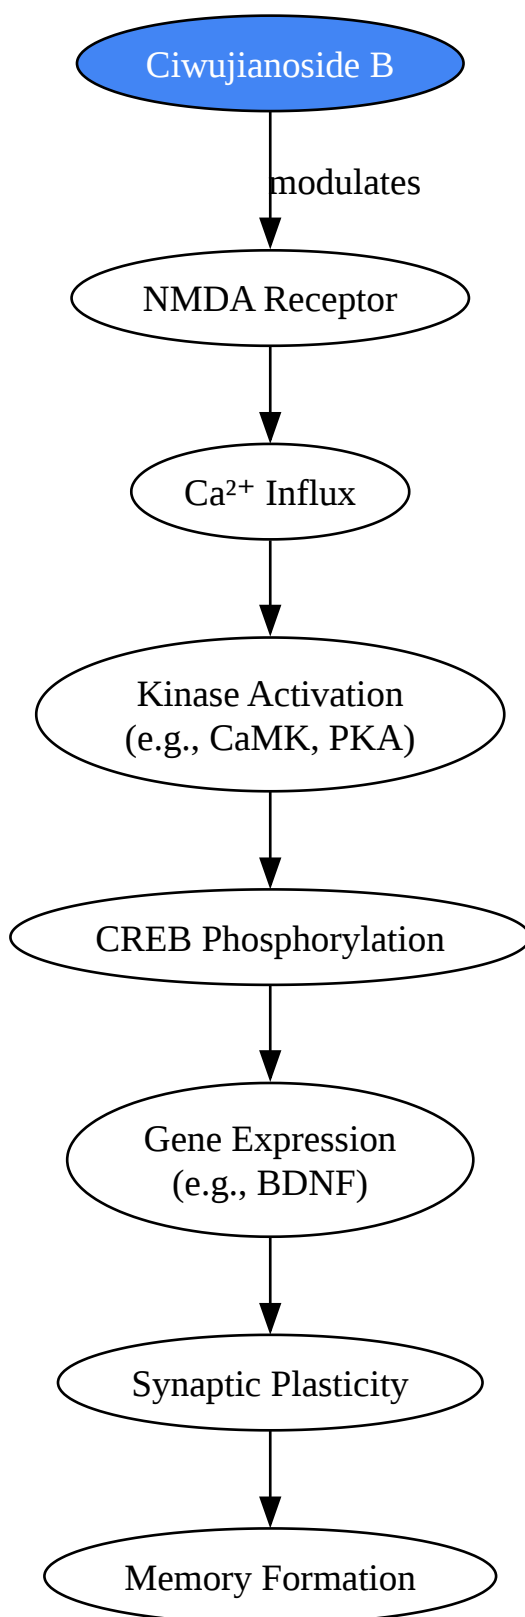 Ciwujianoside B
modulates
NMDA Receptor
Ca²⁺ Influx
Kinase Activation
(e.g., CaMK, PKA)
CREB Phosphorylation
Gene Expression
(e.g., BDNF)
Synaptic Plasticity
Memory Formation